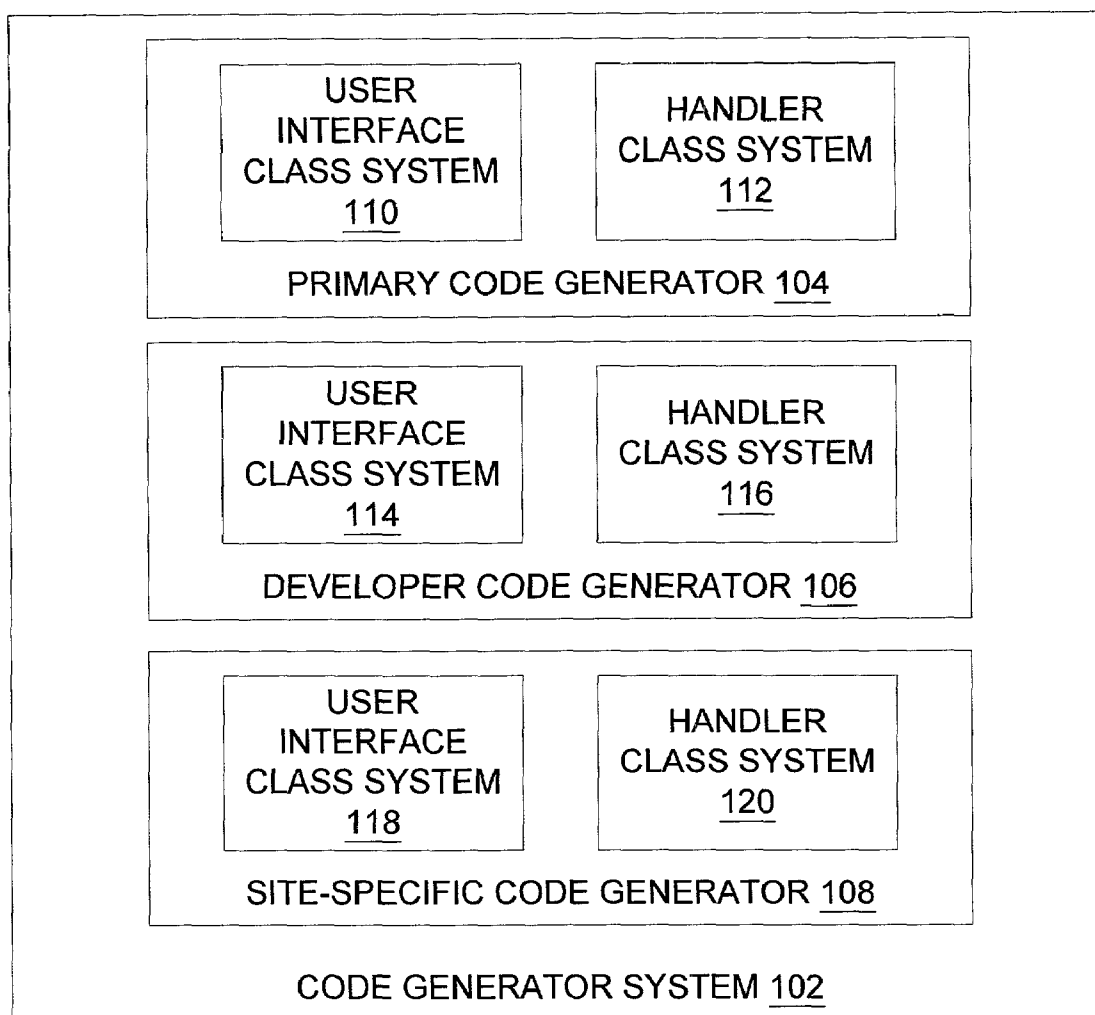 USER
INTERFACE
CLASS SYSTEM
110
HANDLER
CLASS SYSTEM
112
PRIMARY CODE GENERATOR 104
USER
INTERFACE
CLASS SYSTEM
114
HANDLER
CLASS SYSTEM
116
DEVELOPER CODE GENERATOR 106
USER
INTERFACE
CLASS SYSTEM
118
HANDLER
CLASS SYSTEM
120
SITE-SPECIFIC CODE GENERATOR 108
CODE GENERATOR SYSTEM 102